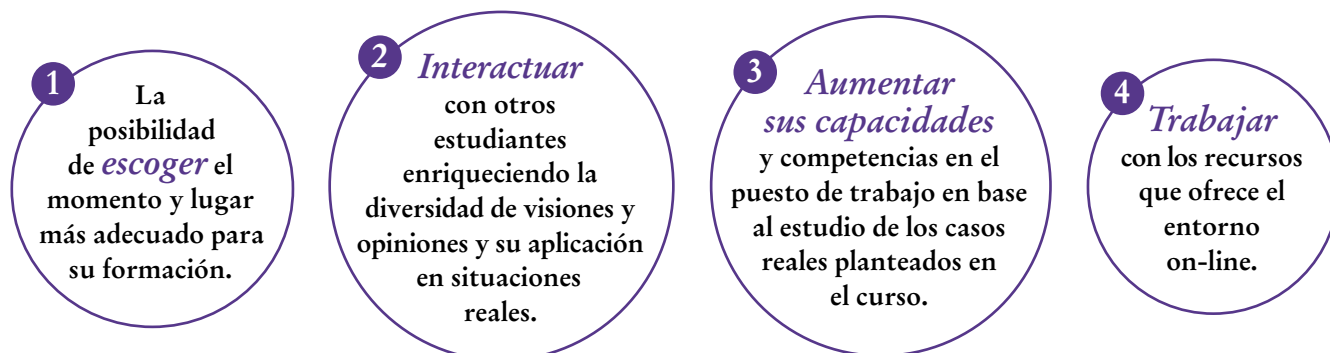 1
La
posibilidad
de escoger el
momento y lugar
más adecuado para
su formación.
2
Interactuar
con otros
estudiantes
enriqueciendo la
diversidad de visiones y
opiniones y su aplicación
en situaciones
reales.
3
Aumentar
sus capacidades
y competencias en el
puesto de trabajo en base
al estudio de los casos
reales planteados en
el curso.
4
Trabajar
con los recursos
que ofrece el
entorno
on-line.